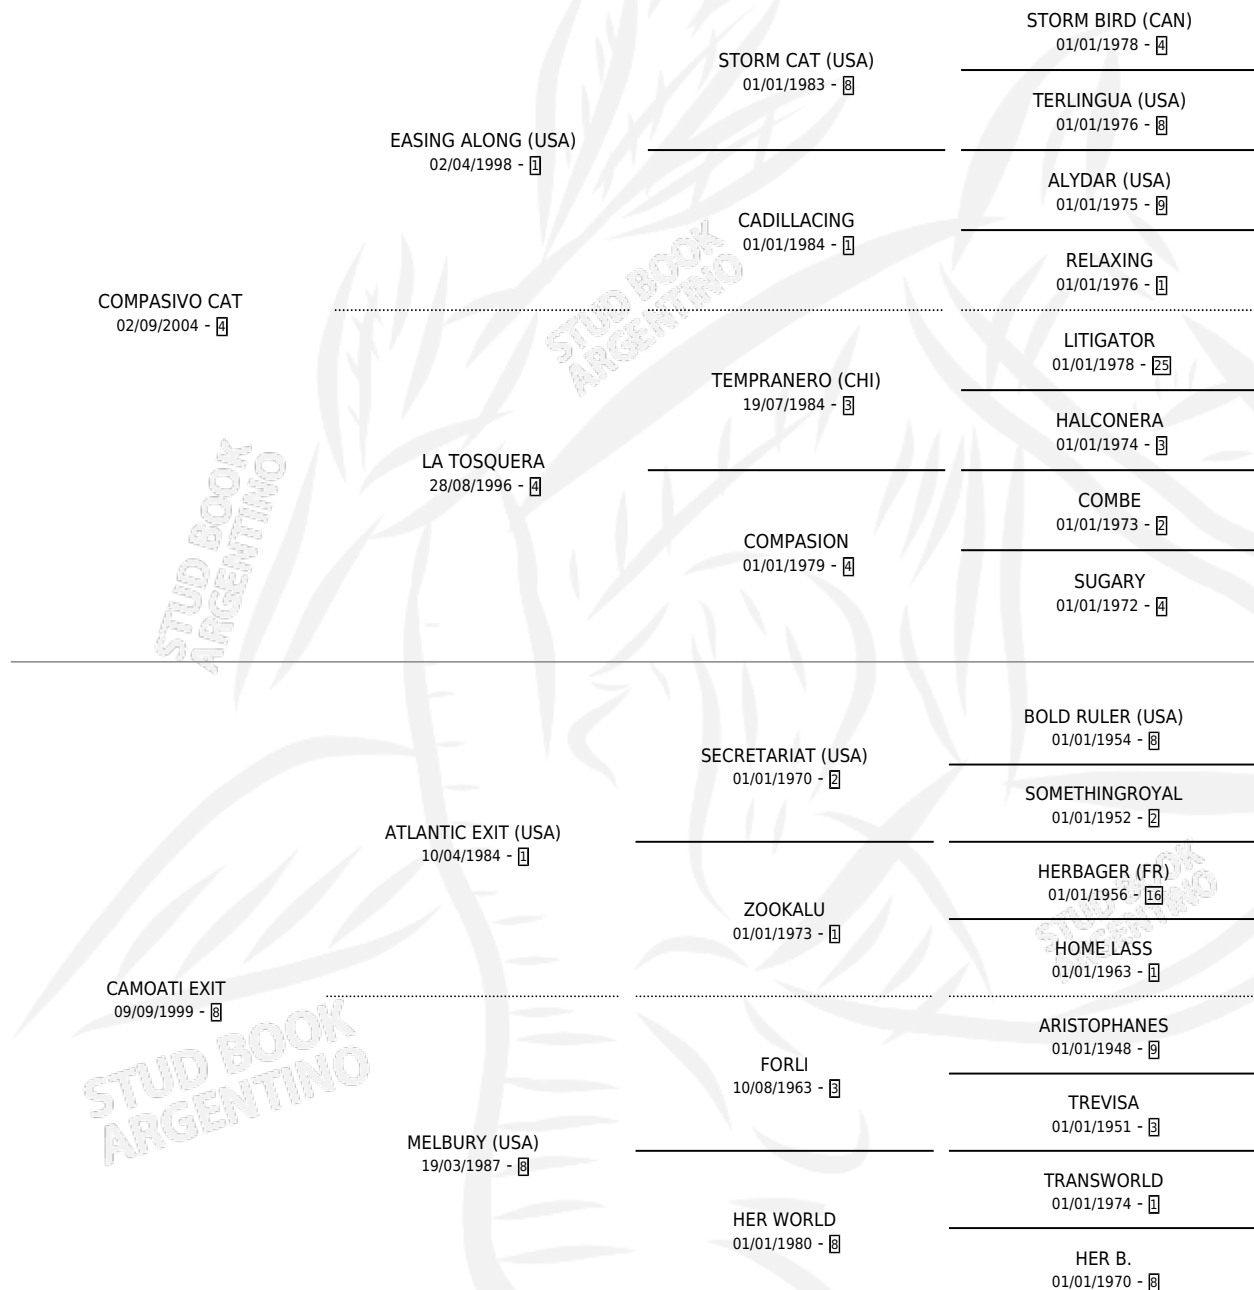 STORM BIRD (CAN)
01/01/1978 - 4
STORM CAT (USA)
01/01/1983 - 8
TERLINGUA (USA)
01/01/1976 - 8
EASING ALONG (USA)
02/04/1998 - 1
ALYDAR (USA)
01/01/1975 - 9
CADILLACING
01/01/1984 - 1
RELAXING
01/01/1976 - 1
COMPASIVO CAT
02/09/2004 - 4
LITIGATOR
01/01/1978 - 25
TEMPRANERO (CHI)
19/07/1984 - 3
HALCONERA
01/01/1974 - 3
LA TOSQUERA
28/08/1996 - 4
COMBE
01/01/1973 - 2
COMPASION
01/01/1979 - 4
SUGARY
01/01/1972 - 4
BOLD RULER (USA)
01/01/1954 - 8
SECRETARIAT (USA)
01/01/1970 - 2
SOMETHINGROYAL
01/01/1952 - 2
ATLANTIC EXIT (USA)
10/04/1984 - 1
HERBAGER (FR)
01/01/1956 - 16
ZOOKALU
01/01/1973 - 1
HOME LASS
01/01/1963 - 1
CAMOATI EXIT
09/09/1999 - 8
ARISTOPHANES
01/01/1948 - 9
FORLI
10/08/1963 - 3
TREVISA
01/01/1951 - 3
MELBURY (USA)
19/03/1987 - 8
TRANSWORLD
01/01/1974 - 1
HER WORLD
01/01/1980 - 8
HER B.
01/01/1970 - 8
STUD BOOK
ARGENTINO
STUD BOOK
ARGENTINO
STUD BOOK
ARGENTINO
STUD BOOK
ARGENTINO